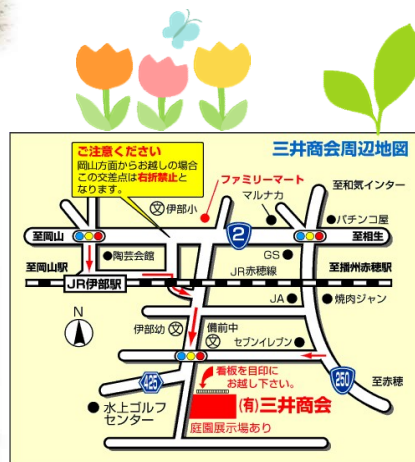 三井商会周辺地図
ご注意ください
岡山方面からお越しの場合
この交差点は右折禁止と
なります。
ファミリーマート
マルナカ
至和気インター
文伊部小
パチンコ屋
至岡山
2
至相生
陶芸会館
GS
至岡山駅
JR赤穂線
至播州赤穂駅
JR伊部駅
JA
焼肉ジャン
N
伊部幼文
備前中
文
セブンイレブン
看板を目印に
お越し下さい。
425
250
至赤穂
水上ゴルフ
センター
(有)三井商会
庭園展示場あり